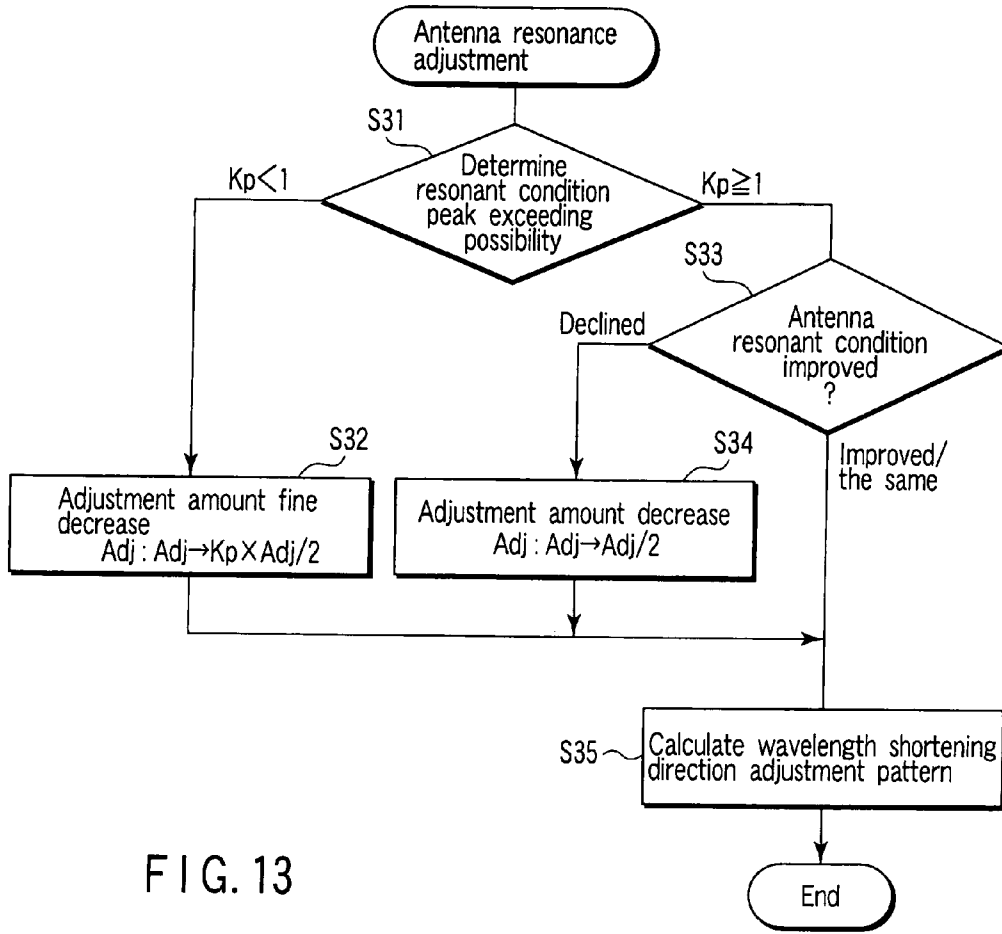 Antenna resonance
adjustment
S31
Determine
resonant condition
peak exceeding
possibility
Kp<1
Kp≧1
S33
Antenna
resonant condition
improved
?
Declined
Improved/
the same
S32
Adjustment amount fine
decrease
Adj : Adj→Kp×Adj/2
S34
Adjustment amount decrease
Adj : Adj→Adj/2
S35
Calculate wavelength shortening
direction adjustment pattern
End
FIG. 13